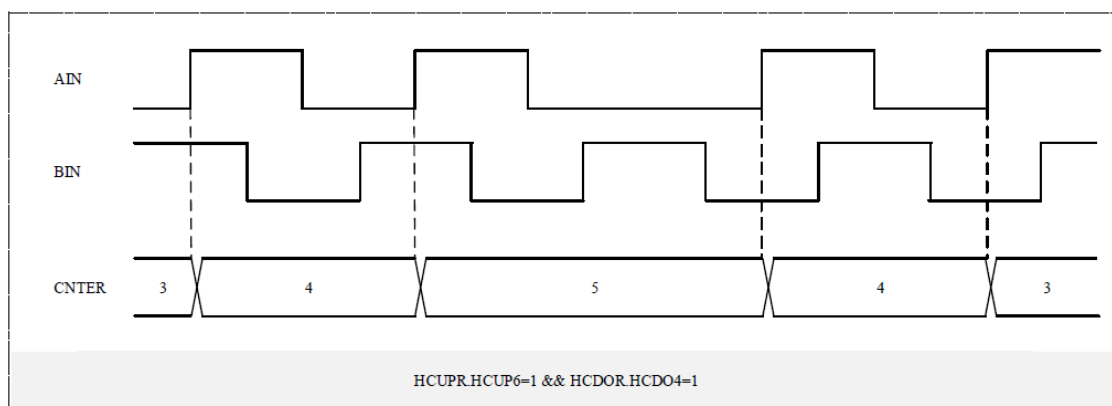 AIN
BIN
CNTER 3 4 5 4 3
HCUPR.HCUP6=1 && HCDOR.HCDO4=1